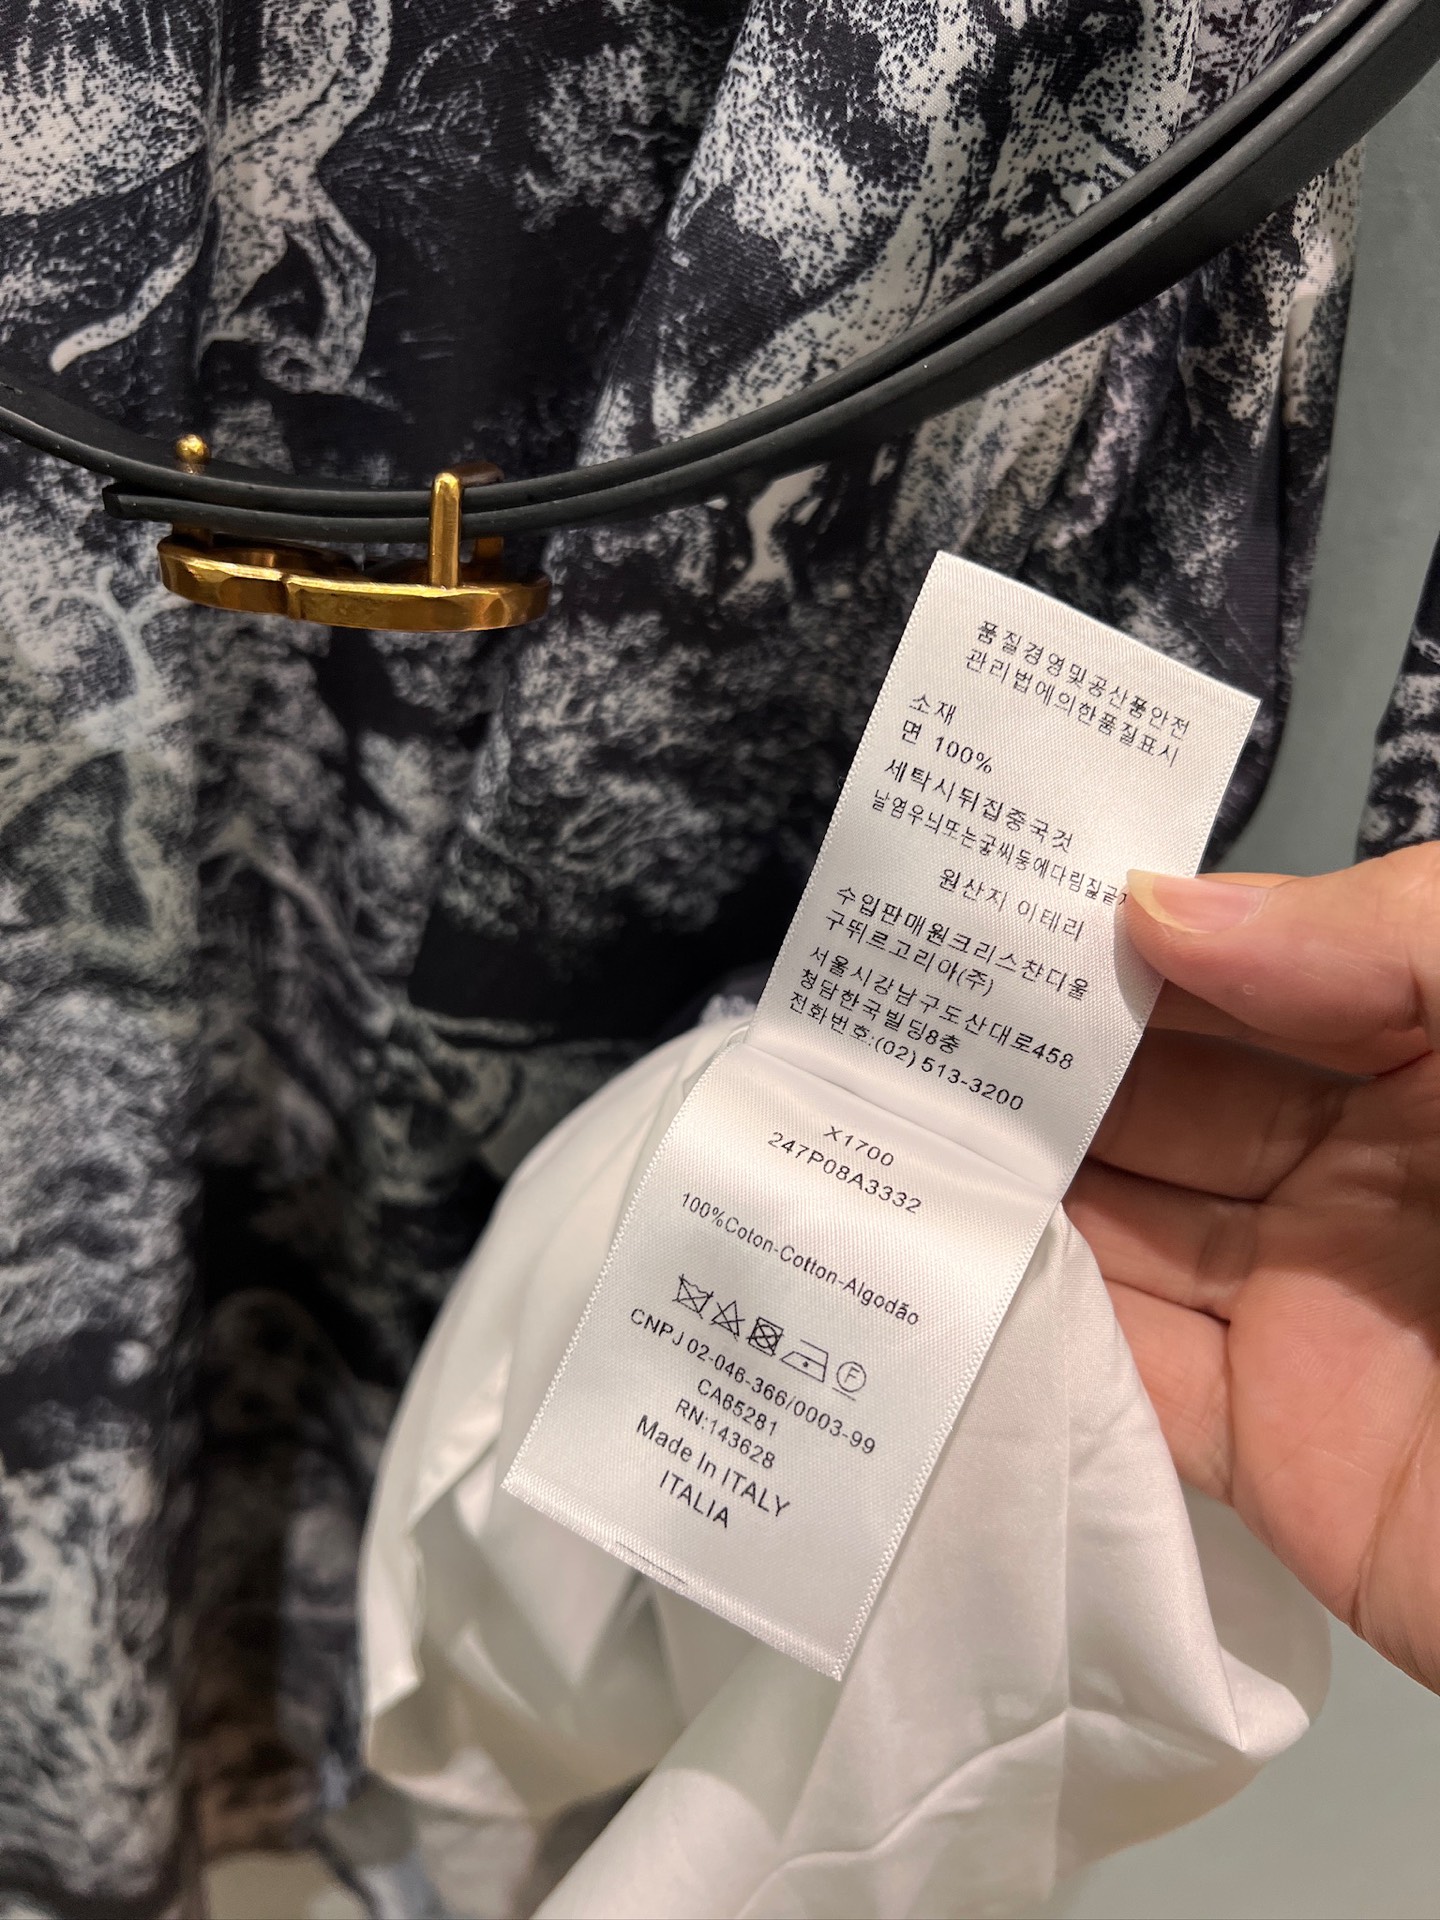 품질경영및공산품안전
관리법에의한품질표시
소재
면 100%
세탁시뒤집중국것
날염우늬또는글씨둥에다림질금
원산지 이테리
수입판매원크리스챤디올
구뛰르고리아(주)
서울시강남구도산대로458
청담한국빌딩8층
전화번호:(02)513-3200
X1700
247P08A3332
100%Coton-Cotton-Algodão
F
CNPJ 02-046-366/0003-99
CA65281
RN:143628
Made In ITALY
ITALIA